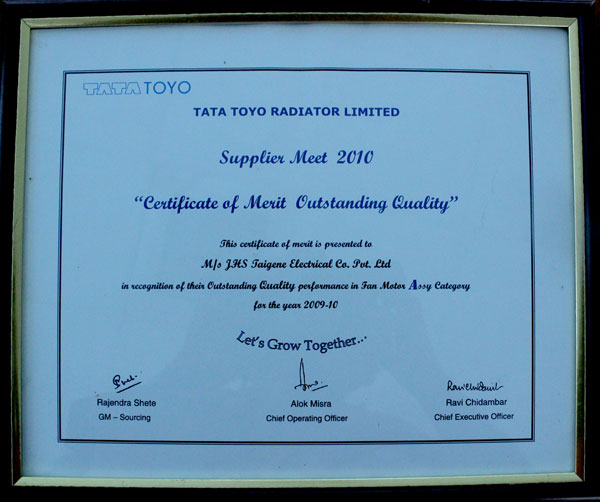 TATA TOYO
TATA TOYO RADIATOR LIMITED
Supplier Meet 2010
“Certificate of Merit Outstanding Quality”
This certificate of merit is presented to
M/s JHS Taigene Electrical Co. Pvt. Ltd
in recognition of their Outstanding Quality performance in Fan Motor Assy Category
for the year 2009-10
Let's Grow Together...
Rajendra Shete
GM – Sourcing
Alok Misra
Chief Operating Officer
Ravi Chidambar
Chief Executive Officer